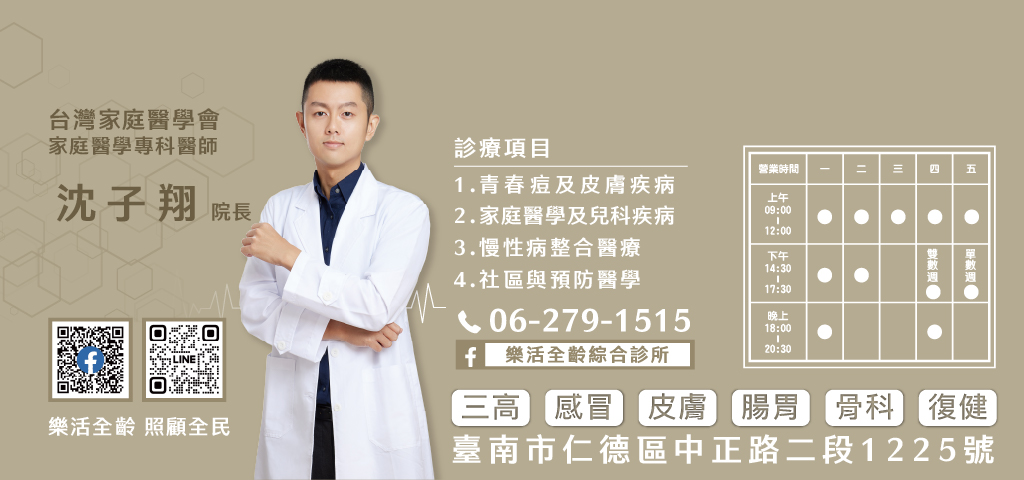 台灣家庭醫學會
家庭醫學專科醫師
沈子翔 院長
LINE
樂活全齡 照顧全民
診療項目
1.青春痘及皮膚疾病
2.家庭醫學及兒科疾病
3.慢性病整合醫療
4.社區與預防醫學
06-279-1515
樂活全齡綜合診所
營業時間 一 二 三 四 五
上午
09:00
12:00
下午
14:30
17:30
雙數週
單數週
晚上
18:00
20:30
三高 感冒 皮膚 腸胃 骨科 復健
臺南市仁德區中正路二段1225號